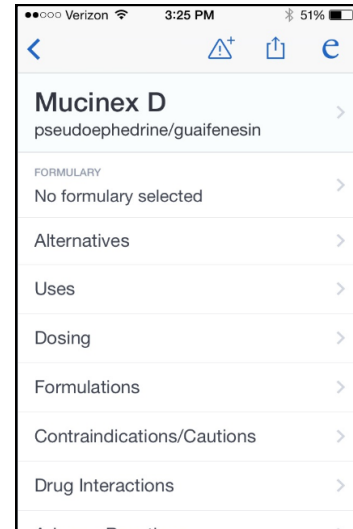 Verizon 3:25 PM 51%
e
Mucinex D
pseudoephedrine/guaifenesin
FORMULARY
No formulary selected
Alternatives
Uses
Dosing
Formulations
Contraindications/Cautions
Drug Interactions